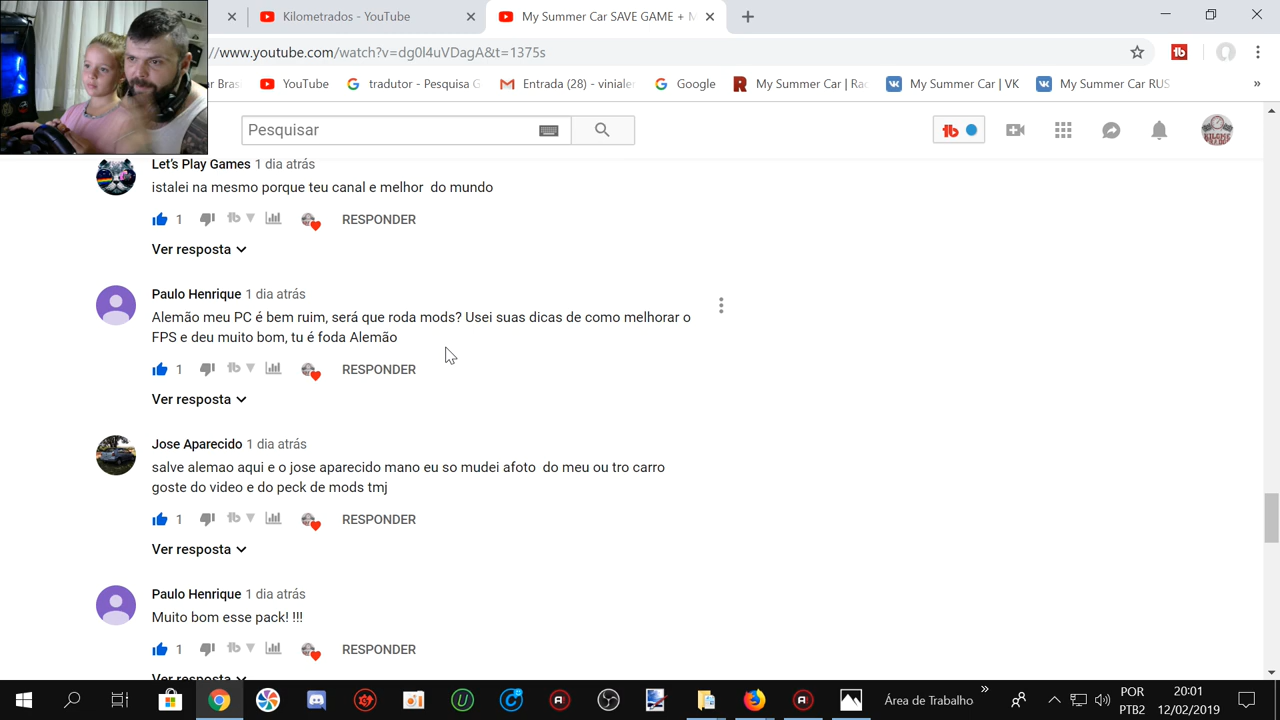 Kilometrados - YouTube
My Summer Car SAVE GAME + M
//www.youtube.com/watch?v=dg0l4uVDagA&t=1375s
ar Bras
YouTube
tradutor - Pesquisa G
Entrada (28) - vinialer
Google
My Summer Car | Rac
My Summer Car | VK
My Summer Car RUS
»
Pesquisar
Let's Play Games 1 dia atrás
istalei na mesmo porque teu canal e melhor do mundo
1 RESPONDER
Ver resposta
Paulo Henrique 1 dia atrás
Alemão meu PC é bem ruim, será que roda mods? Usei suas dicas de como melhorar o
FPS e deu muito bom, tu é foda Alemão
1 RESPONDER
Ver resposta
Jose Aparecido 1 dia atrás
salve alemao aqui e o jose aparecido mano eu so mudei afoto do meu ou tro carro
goste do video e do peck de mods tmj
1 RESPONDER
Ver resposta
Paulo Henrique 1 dia atrás
Muito bom esse pack! !!!
1 RESPONDER
Ver resposta
Área de Trabalho
»
POR
PTB2
20:01
12/02/2019